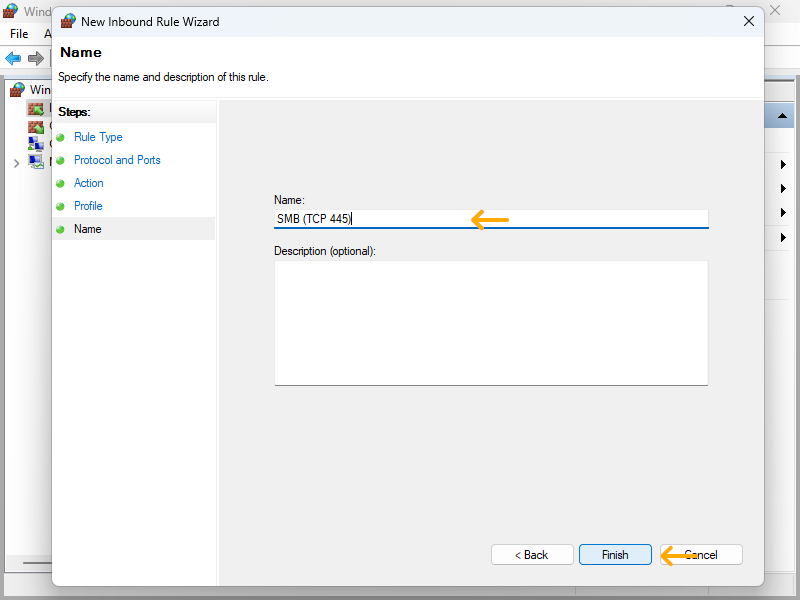 Wind
New Inbound Rule Wizard
File
Name
Specify the name and description of this rule.
Win
Steps:
Rule Type
Protocol and Ports
Action
Profile
Name
Name:
SMB (TCP 445)
Description (optional):
< Back
Finish
Cancel